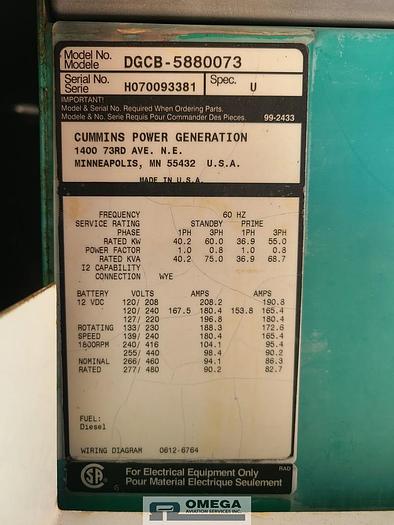 Model No. DGCB-5880073
Modele
Serial No. H070093381 Spec. U
Serie
IMPORTANT!
Model & Serial No. Required When Ordering Parts.
Modele & No. Serie Requis Pour Commander Des Pieces. 99-2433
CUMMINS POWER GENERATION
1400 73RD AVE. N.E.
MINNEAPOLIS, MN 55432 U.S.A.
MADE IN U.S.A.
FREQUENCY 60 HZ
SERVICE RATING STANDBY PRIME
PHASE 1PH 3PH 1PH 3PH
RATED KW 40.2 60.0 36.9 55.0
POWER FACTOR 1.0 0.8 1.0 0.8
RATED KVA 40.2 75.0 36.9 68.7
I2 CAPABILITY
CONNECTION WYE
BATTERY VOLTS AMPS AMPS
12 VDC 120/ 208 208.2 190.8
120/ 240 167.5 180.4 153.8 165.4
127/ 220 196.8 180.4
ROTATING 133/ 230 188.3 172.6
SPEED 139/ 240 180.4 165.4
1800RPM 240/ 416 104.1 95.4
255/ 440 98.4 90.2
NOMINAL 266/ 460 94.1 86.3
RATED 277/ 480 90.2 82.7
FUEL:
Diesel
WIRING DIAGRAM 0612-6764
RAD
For Electrical Equipment Only
Pour Material Electrique Seulement
6
OMEGA
AVIATION SERVICES INC.